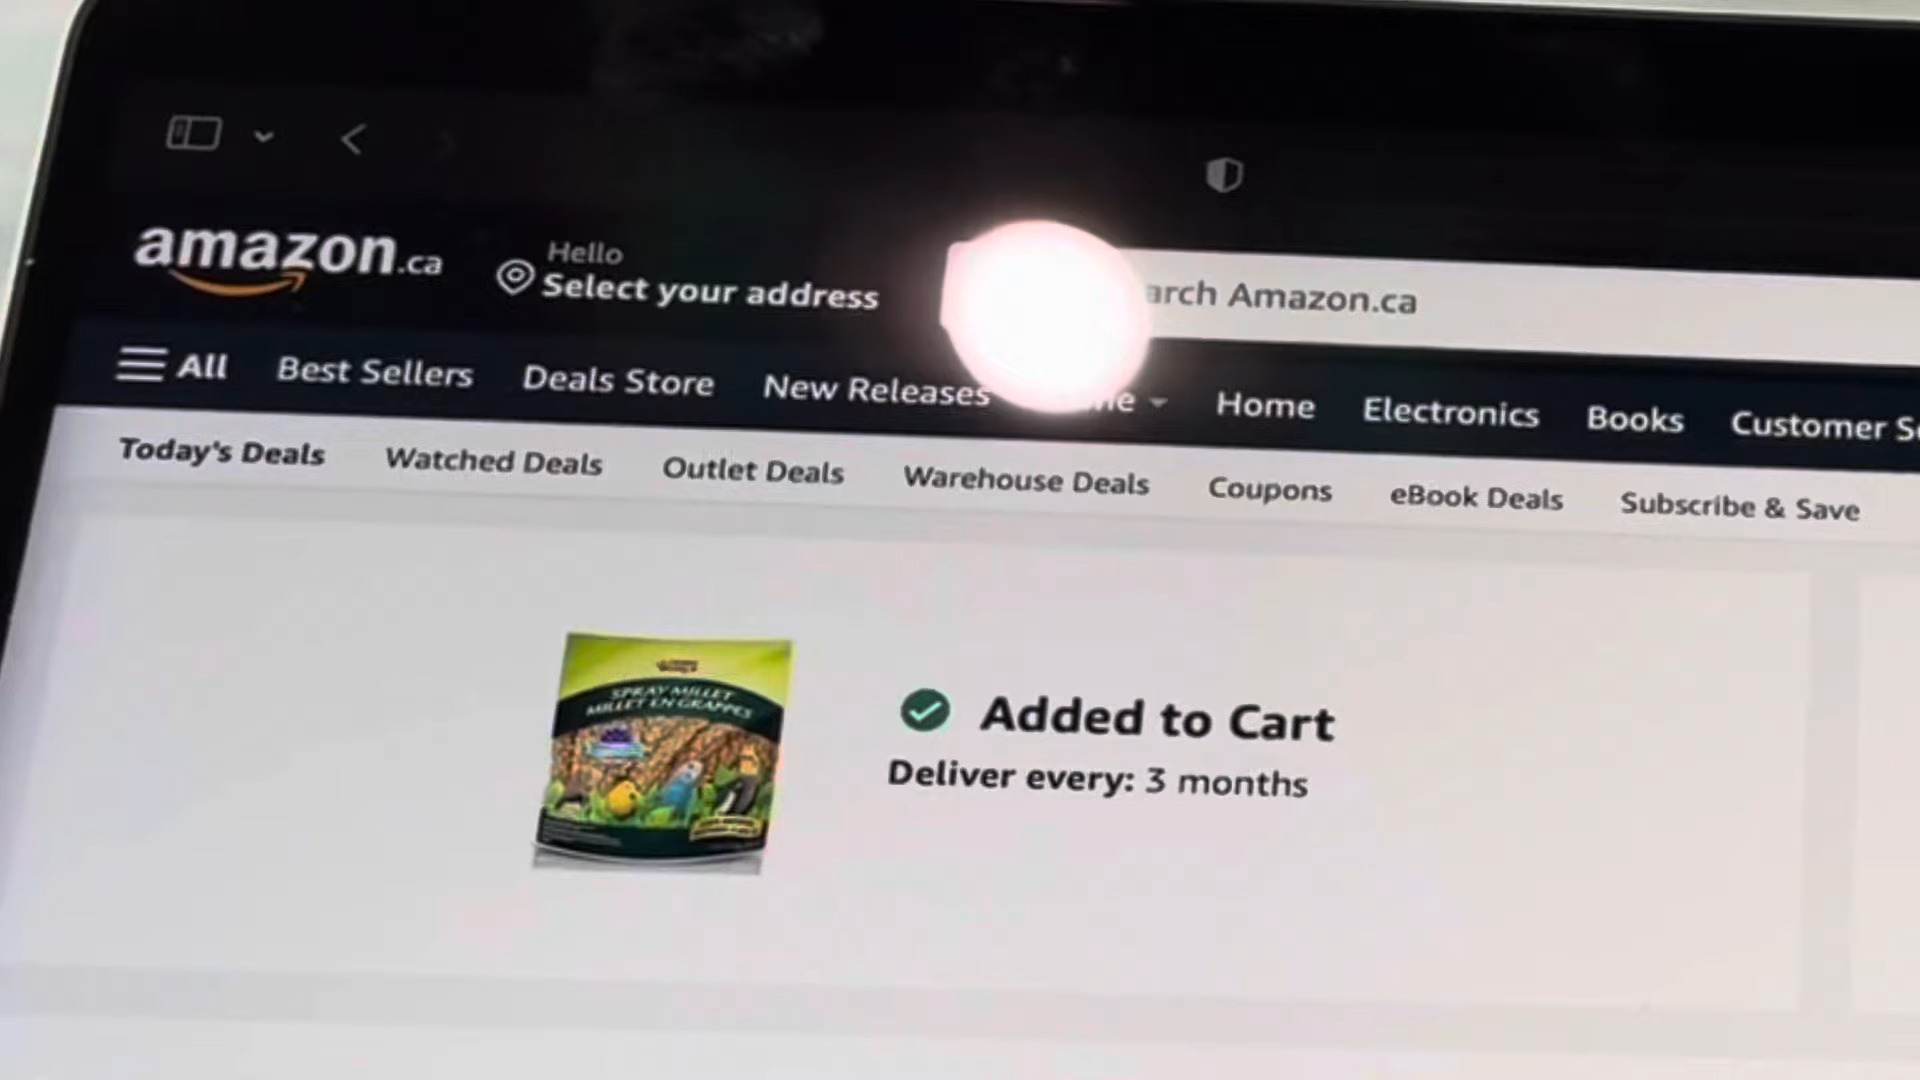 amazon.ca
Hello
Select your address
arch Amazon.ca
All Best Sellers Deals Store New Releases Home Electronics Books Customer
Today's Deals Watched Deals Outlet Deals Warehouse Deals Coupons eBook Deals Subscribe & Save
SPRAY MILLET
MILLET EN GRAPPES
Added to Cart
Deliver every: 3 months